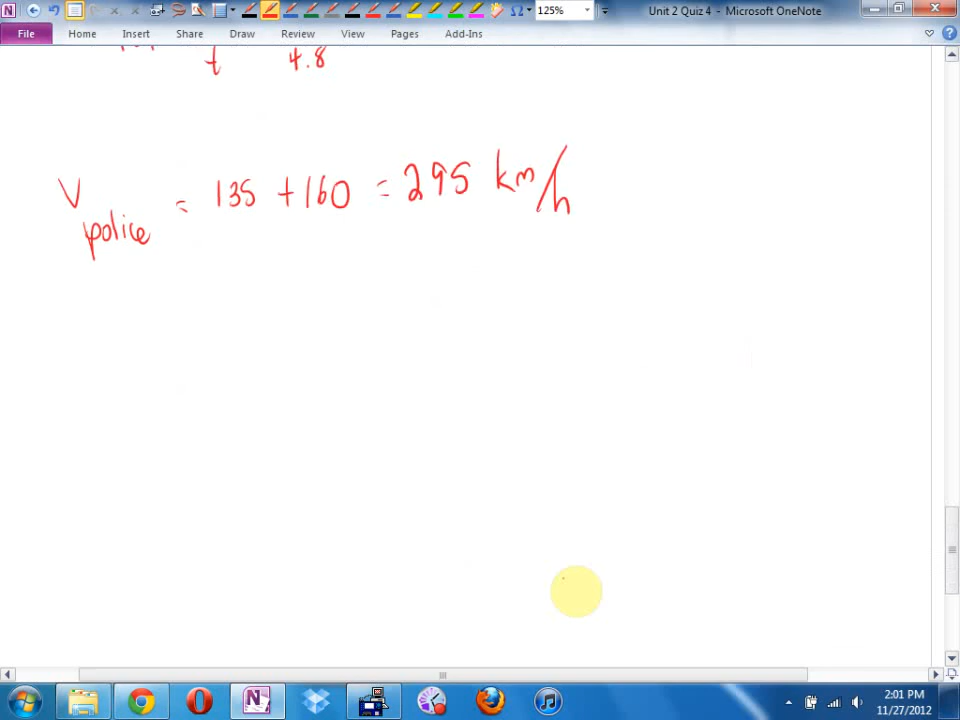 125%
Unit 2 Quiz 4 - Microsoft OneNote
File Home Insert Share Draw Review View Pages Add-Ins
t 4.8
V police = 135 + 160 = 295 km/h
2:01 PM
11/27/2012